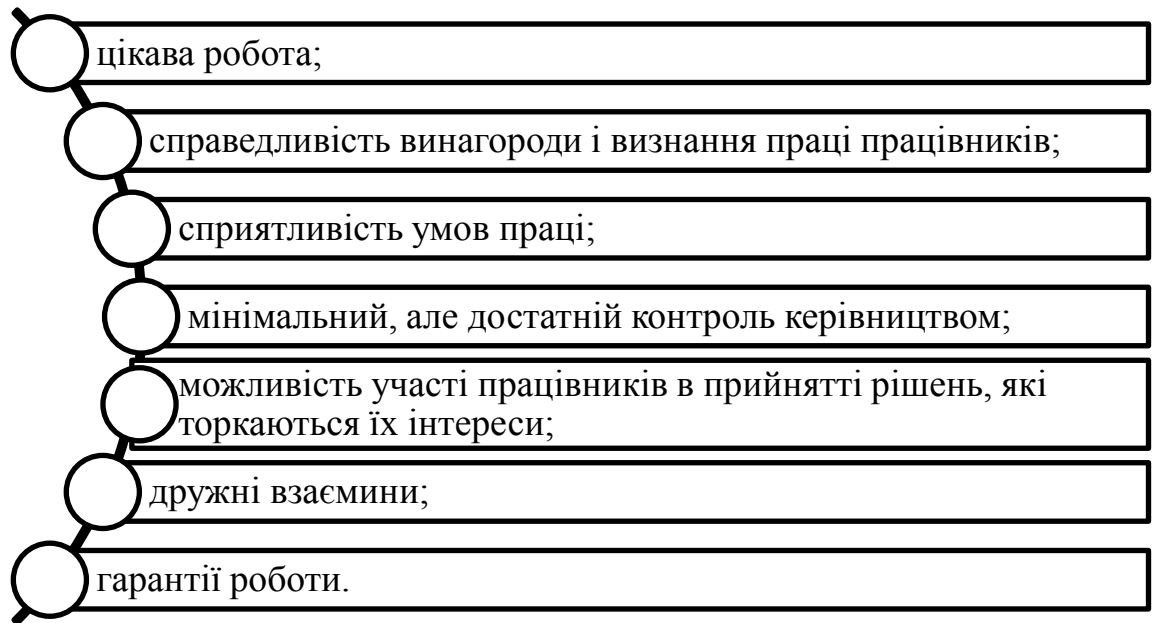 цікава робота;
справедливість винагороди і визнання праці працівників;
сприятливість умов праці;
мінімальний, але достатній контроль керівництвом;
можливість участі працівників в прийнятті рішень, які
торкаються їх інтереси;
дружні взаємини;
гарантії роботи.